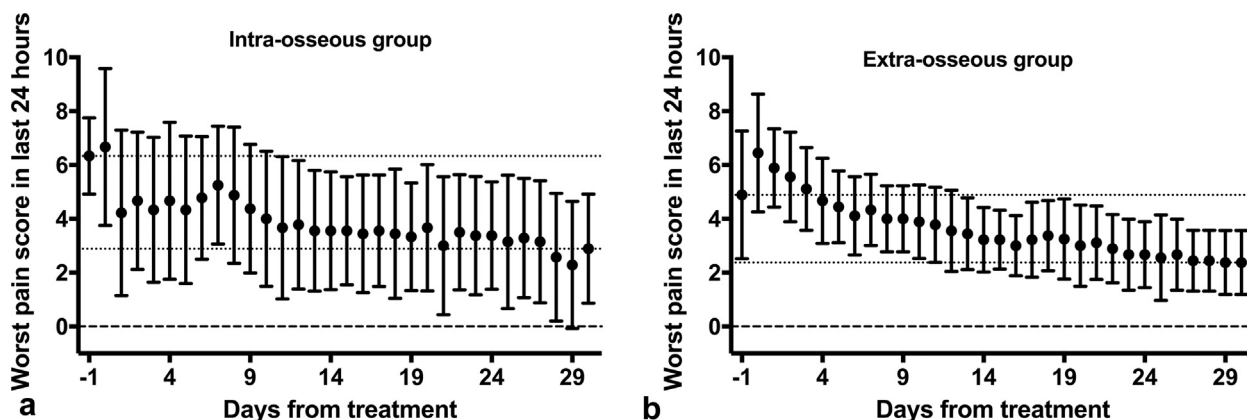 Intra-osseous group
Worst pain score in last 24 hours
10
8
6
4
2
0
-1 4 9 14 19 24 29
Days from treatment
a
Extra-osseous group
Worst pain score in last 24 hours
10
8
6
4
2
0
-1 4 9 14 19 24 29
Days from treatment
b